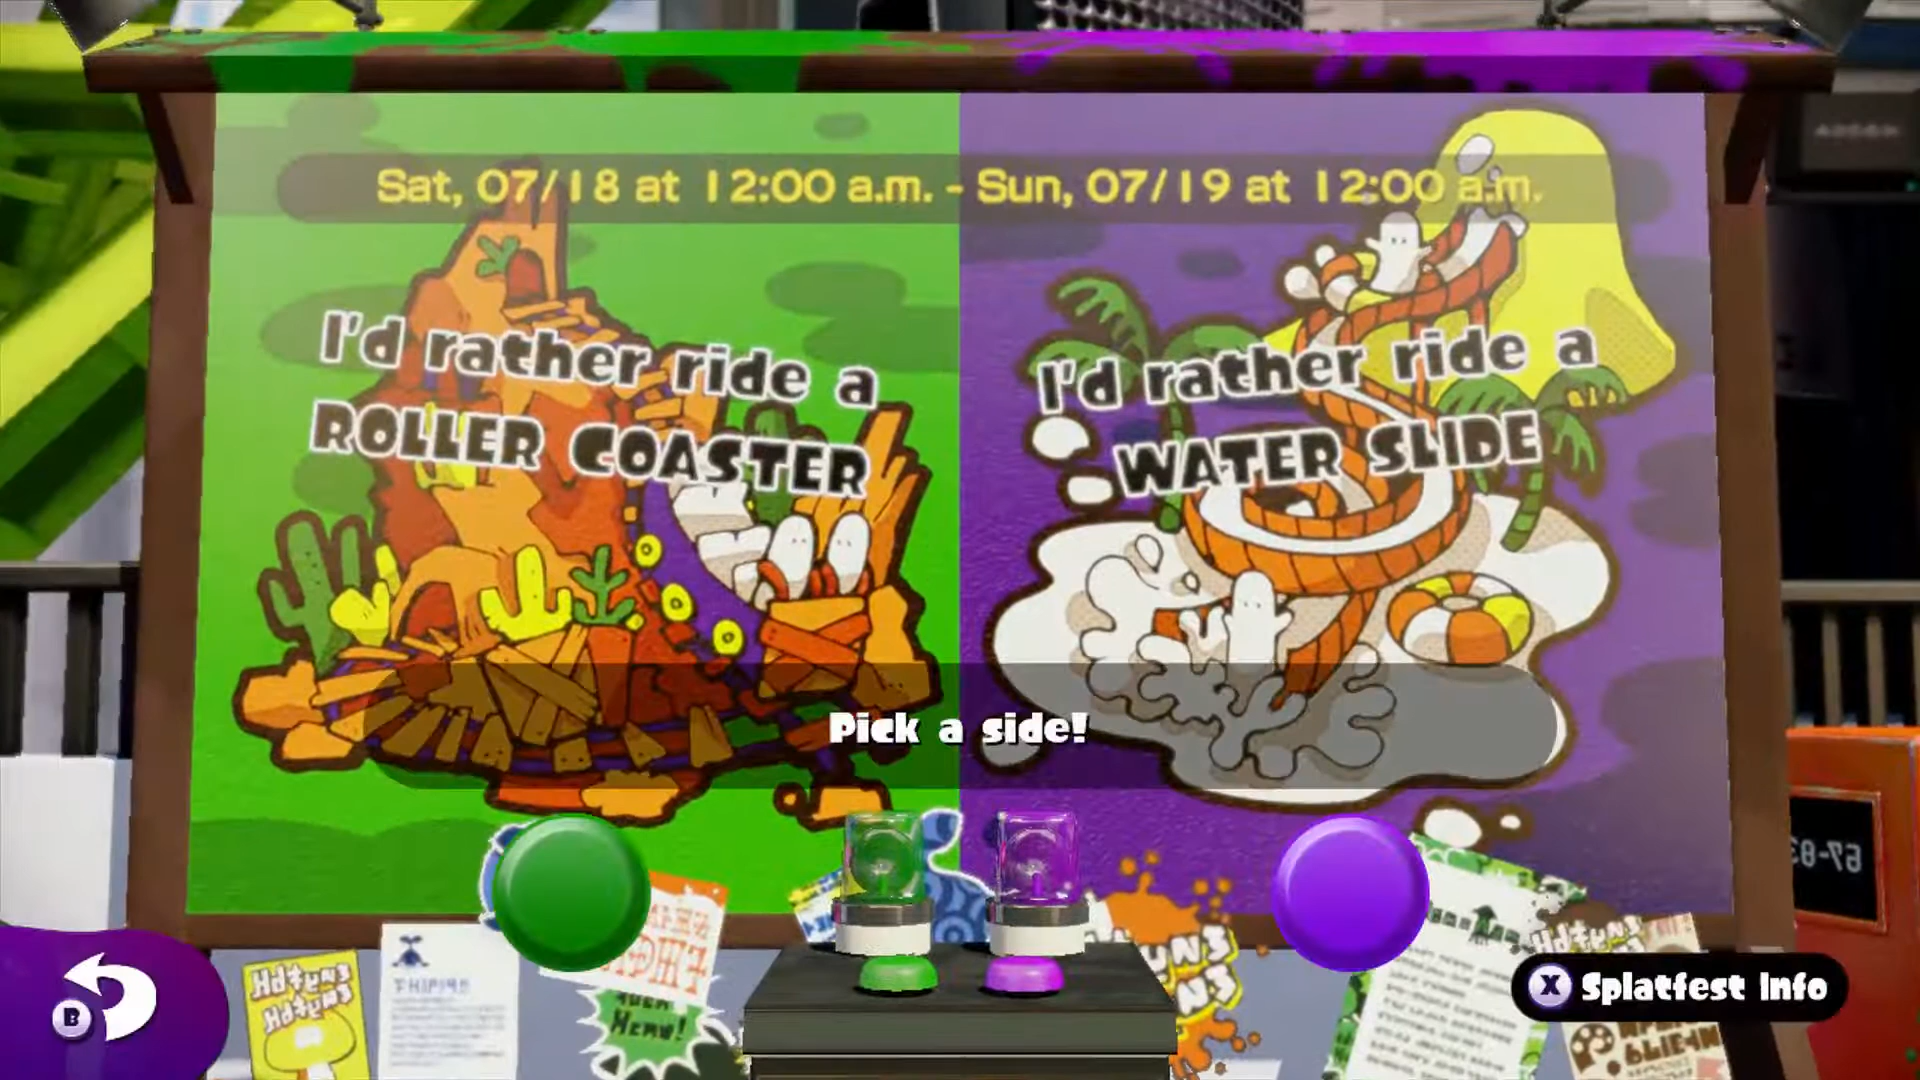 Sat, 07/18 at 12:00 a.m. - Sun, 07/19 at 12:00 a.m.
I'd rather ride a
ROLLER COASTER
I'd rather ride a
WATER SLIDE
Pick a side!
B
X Splatfest Info